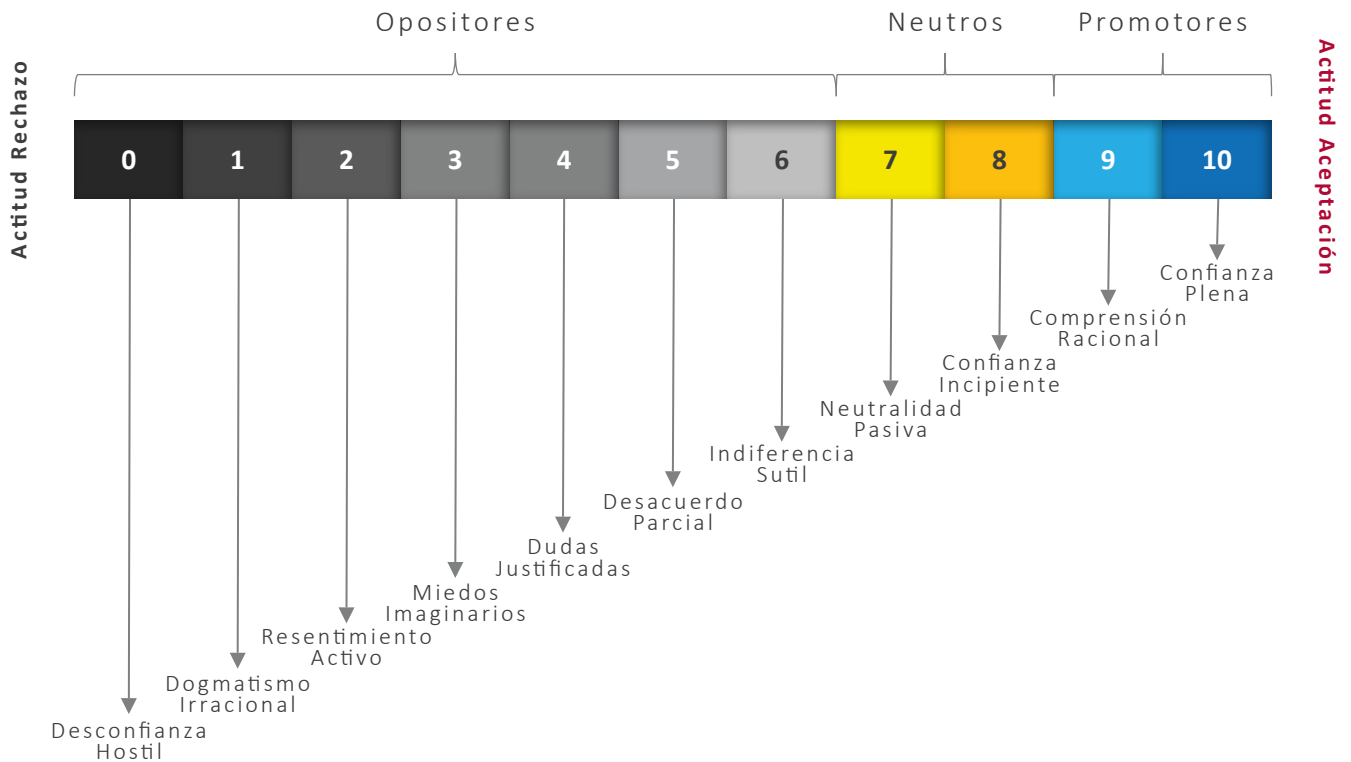 Opositores
Neutros
Promotores
Actitud Rechazo
Actitud Aceptación
0
1
2
3
4
5
6
7
8
9
10
Confianza
Plena
Comprensión
Racional
Confianza
Incipiente
Neutralidad
Pasiva
Indiferencia
Sutil
Desacuerdo
Parcial
Dudas
Justificadas
Miedos
Imaginarios
Resentimiento
Activo
Dogmatismo
Irracional
Desconfianza
Hostil